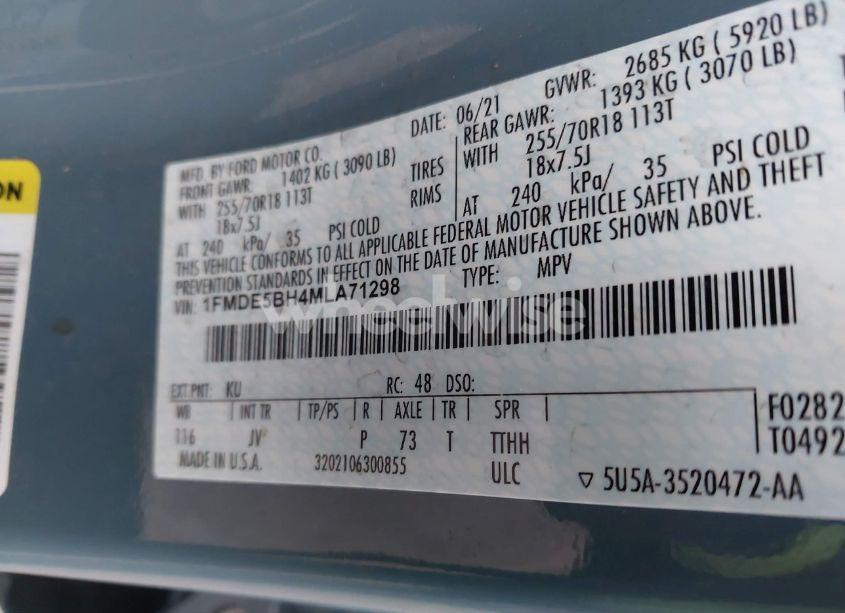 ON
MFD. BY FORD MOTOR CO.
DATE: 06/21
GVWR: 2685 KG ( 5920 LB)
FRONT GAWR: 1402 KG ( 3090 LB)
REAR GAWR: 1393 KG ( 3070 LB)
WITH 255/70R18 113T TIRES
WITH 255/70R18 113T
18x7.5J RIMS
18x7.5J
AT 240 kPa/ 35 PSI COLD
AT 240 kPa/ 35 PSI COLD
THIS VEHICLE CONFORMS TO ALL APPLICABLE FEDERAL MOTOR VEHICLE SAFETY AND THEFT
PREVENTION STANDARDS IN EFFECT ON THE DATE OF MANUFACTURE SHOWN ABOVE.
VIN: 1FMDE5BH4MLA71298 TYPE: MPV
wheelwise
EXT PNT: KU RC: 48 DSO:
WB | INT TR | TP/PS | R | AXLE | TR | SPR |
116 JV P 73 T TTHH
F0282
T0492
MADE IN U.S.A. 3202106300855 ULC
▽ 5U5A-3520472-AA